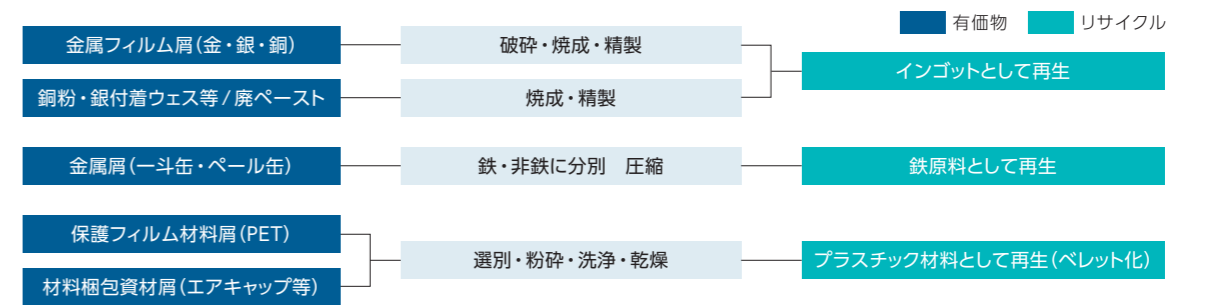 有価物
リサイクル
金属フィルム屑(金・銀・銅)
破砕・焼成・精製
インゴットとして再生
銅粉・銀付着ウェス等/廃ペースト
焼成・精製
金属屑(一斗缶・ペール缶)
鉄・非鉄に分別　圧縮
鉄原料として再生
保護フィルム材料屑(PET)
選別・粉砕・洗浄・乾燥
プラスチック材料として再生(ペレット化)
材料梱包資材屑(エアキャップ等)